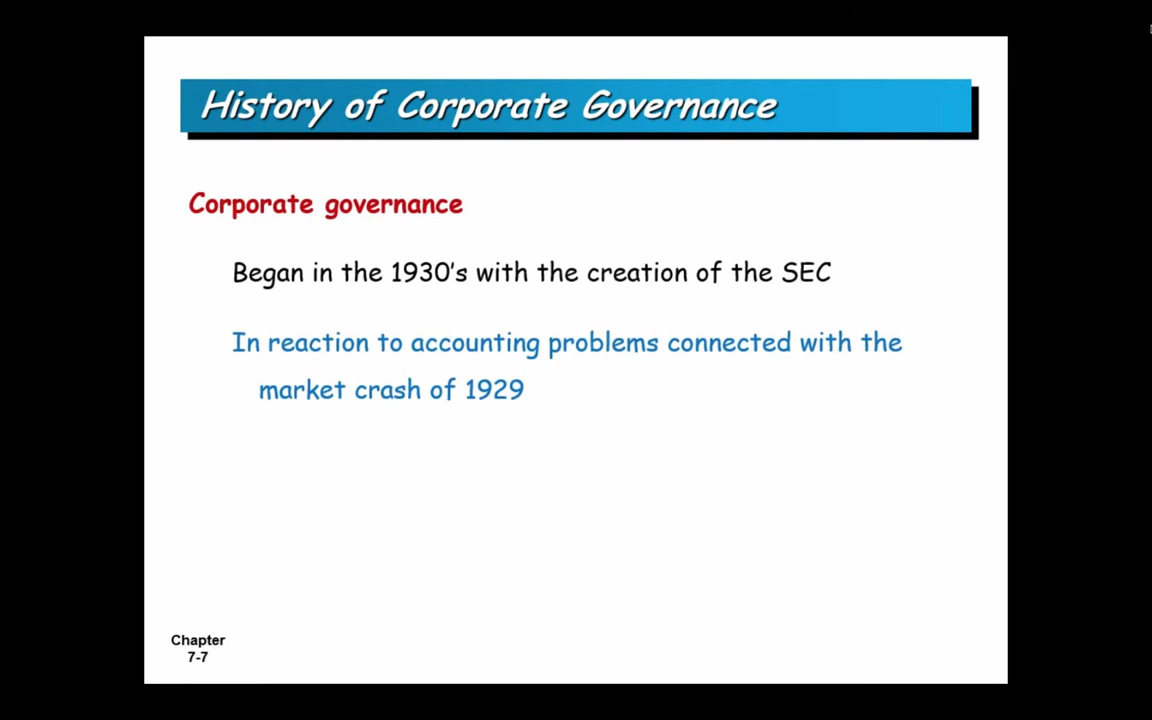 History of Corporate Governance
Corporate governance
Began in the 1930's with the creation of the SEC
In reaction to accounting problems connected with the
market crash of 1929
Chapter
7-7